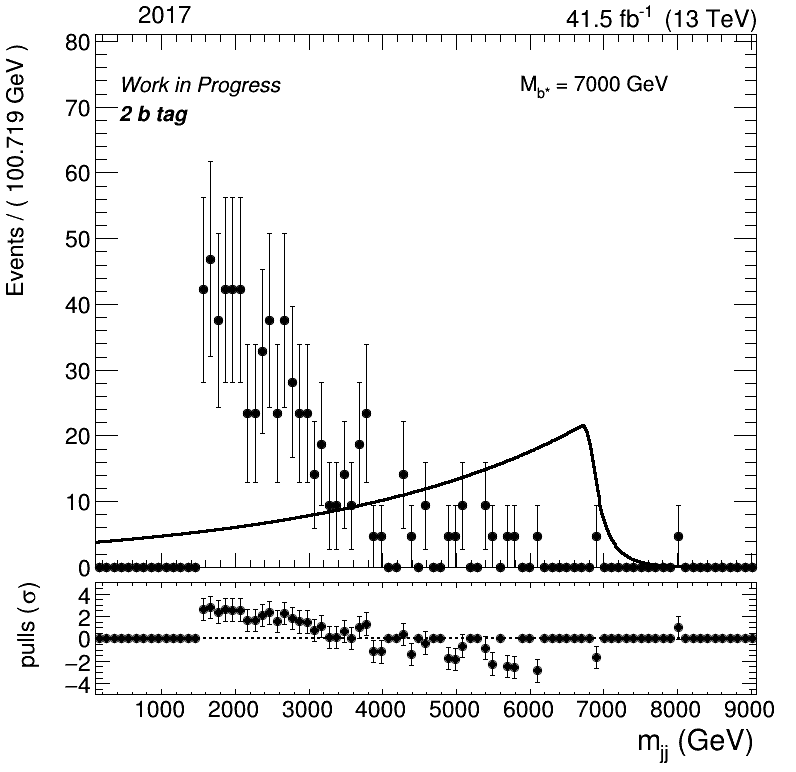 2017 41.5 fb⁻¹ (13 TeV)
Events / ( 100.719 GeV )
80
Work in Progress M_b* = 7000 GeV
2 b tag
70
60
50
40
30
20
10
0
pulls (σ)
4
2
0
−2
−4
1000 2000 3000 4000 5000 6000 7000 8000 9000
m_jj (GeV)